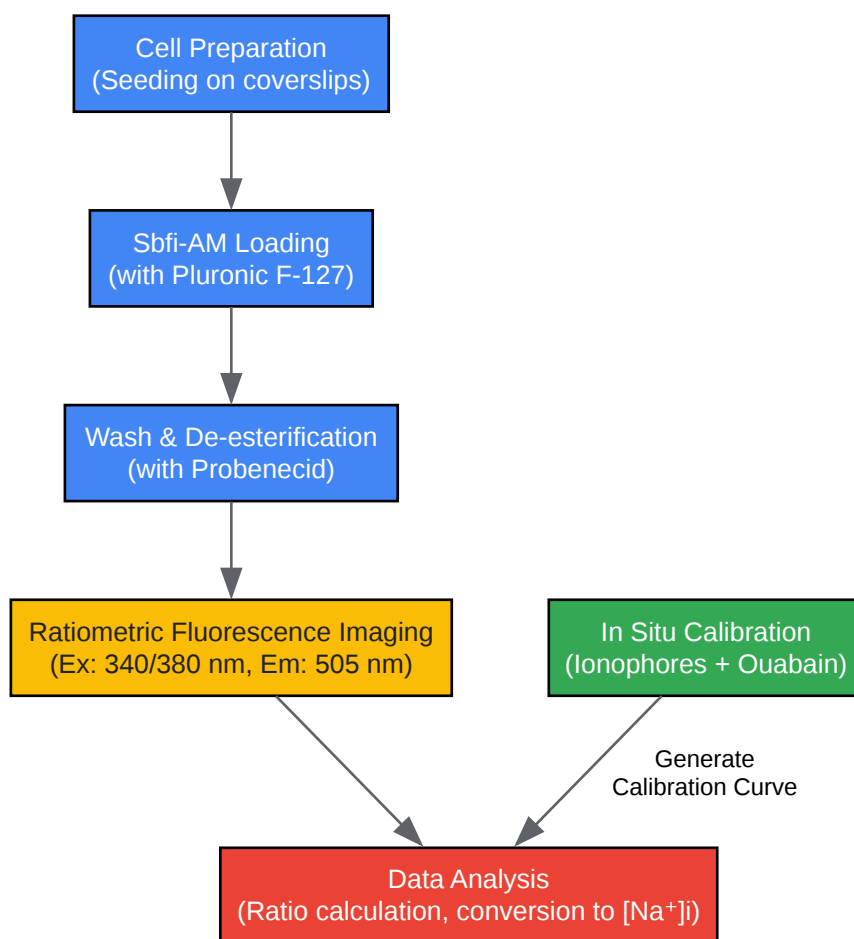 Cell Preparation
(Seeding on coverslips)
Sbfi-AM Loading
(with Pluronic F-127)
Wash & De-esterification
(with Probenecid)
Ratiometric Fluorescence Imaging
(Ex: 340/380 nm, Em: 505 nm)
In Situ Calibration
(Ionophores + Ouabain)
Generate
Calibration Curve
Data Analysis
(Ratio calculation, conversion to [Na⁺]i)